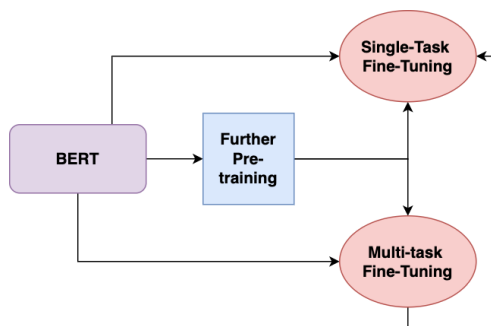 Single-Task
Fine-Tuning
BERT
Further
Pre-
training
Multi-task
Fine-Tuning